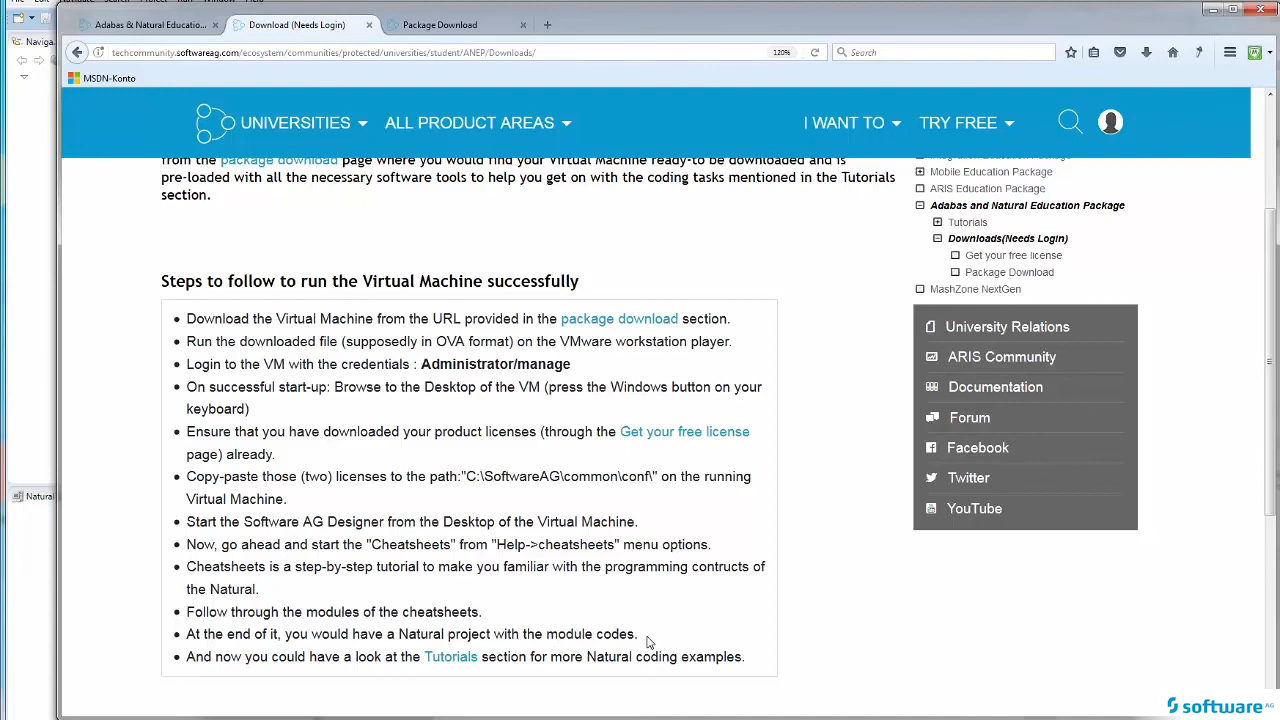 Search Project Run Window Help
Adabas & Natural Educatio...
Download (Needs Login)
Package Download
Naviga
techcommunity.softwareag.com/ecosystem/communities/protected/universities/student/ANEP/Downloads/
120%
Search
MSDN-Konto
UNIVERSITIES
ALL PRODUCT AREAS
I WANT TO
TRY FREE
from the package download page where you would find your Virtual Machine ready-to be downloaded and is
pre-loaded with all the necessary software tools to help you get on with the coding tasks mentioned in the Tutorials
section.
Integration Education Package
Mobile Education Package
ARIS Education Package
Adabas and Natural Education Package
Tutorials
Downloads(Needs Login)
Get your free license
Package Download
MashZone NextGen
Steps to follow to run the Virtual Machine successfully
• Download the Virtual Machine from the URL provided in the package download section.
• Run the downloaded file (supposedly in OVA format) on the VMware workstation player.
• Login to the VM with the credentials : Administrator/manage
• On successful start-up: Browse to the Desktop of the VM (press the Windows button on your
keyboard)
• Ensure that you have downloaded your product licenses (through the Get your free license
page) already.
• Copy-paste those (two) licenses to the path:"C:\SoftwareAG\common\conf\" on the running
Virtual Machine.
• Start the Software AG Designer from the Desktop of the Virtual Machine.
• Now, go ahead and start the "Cheatsheets" from "Help->cheatsheets" menu options.
• Cheatsheets is a step-by-step tutorial to make you familiar with the programming contructs of
the Natural.
• Follow through the modules of the cheatsheets.
• At the end of it, you would have a Natural project with the module codes.
• And now you could have a look at the Tutorials section for more Natural coding examples.
University Relations
ARIS Community
Documentation
Forum
Facebook
Twitter
YouTube
Natural
software AG